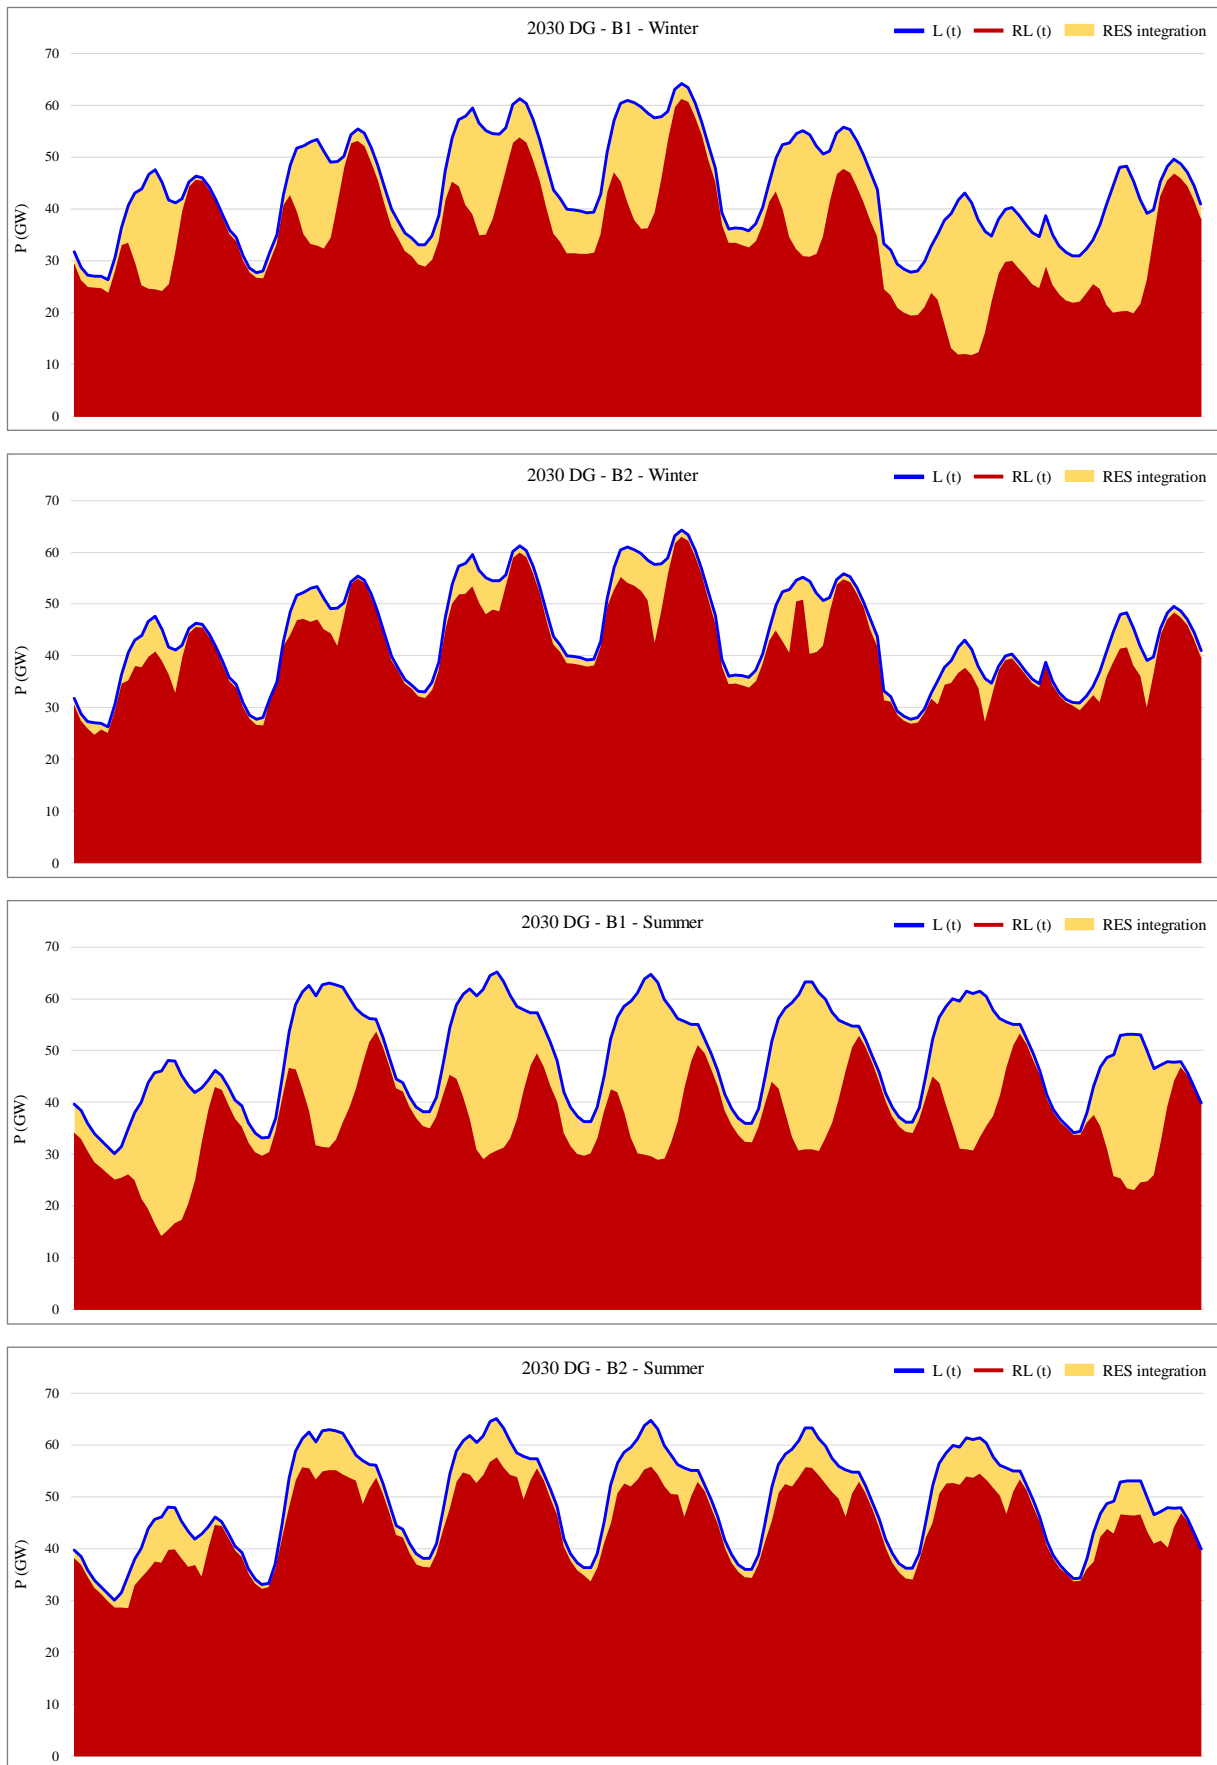 2030 DG - B1 - Winter
L (t) RL (t) RES integration
P (GW)
70
60
50
40
30
20
10
0
2030 DG - B2 - Winter
L (t) RL (t) RES integration
P (GW)
70
60
50
40
30
20
10
0
2030 DG - B1 - Summer
L (t) RL (t) RES integration
P (GW)
70
60
50
40
30
20
10
0
2030 DG - B2 - Summer
L (t) RL (t) RES integration
P (GW)
70
60
50
40
30
20
10
0